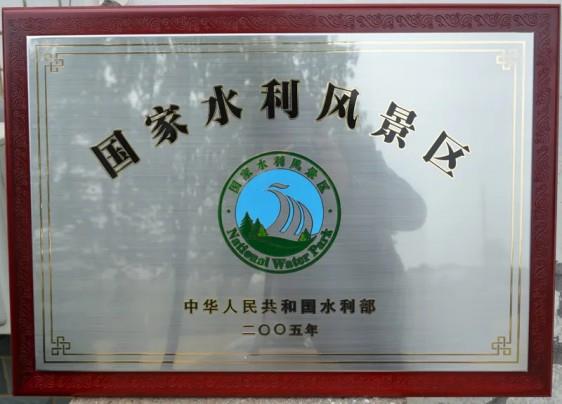 国家水利风景区
国家水利风景区
National Water Park
中华人民共和国水利部
二〇〇五年